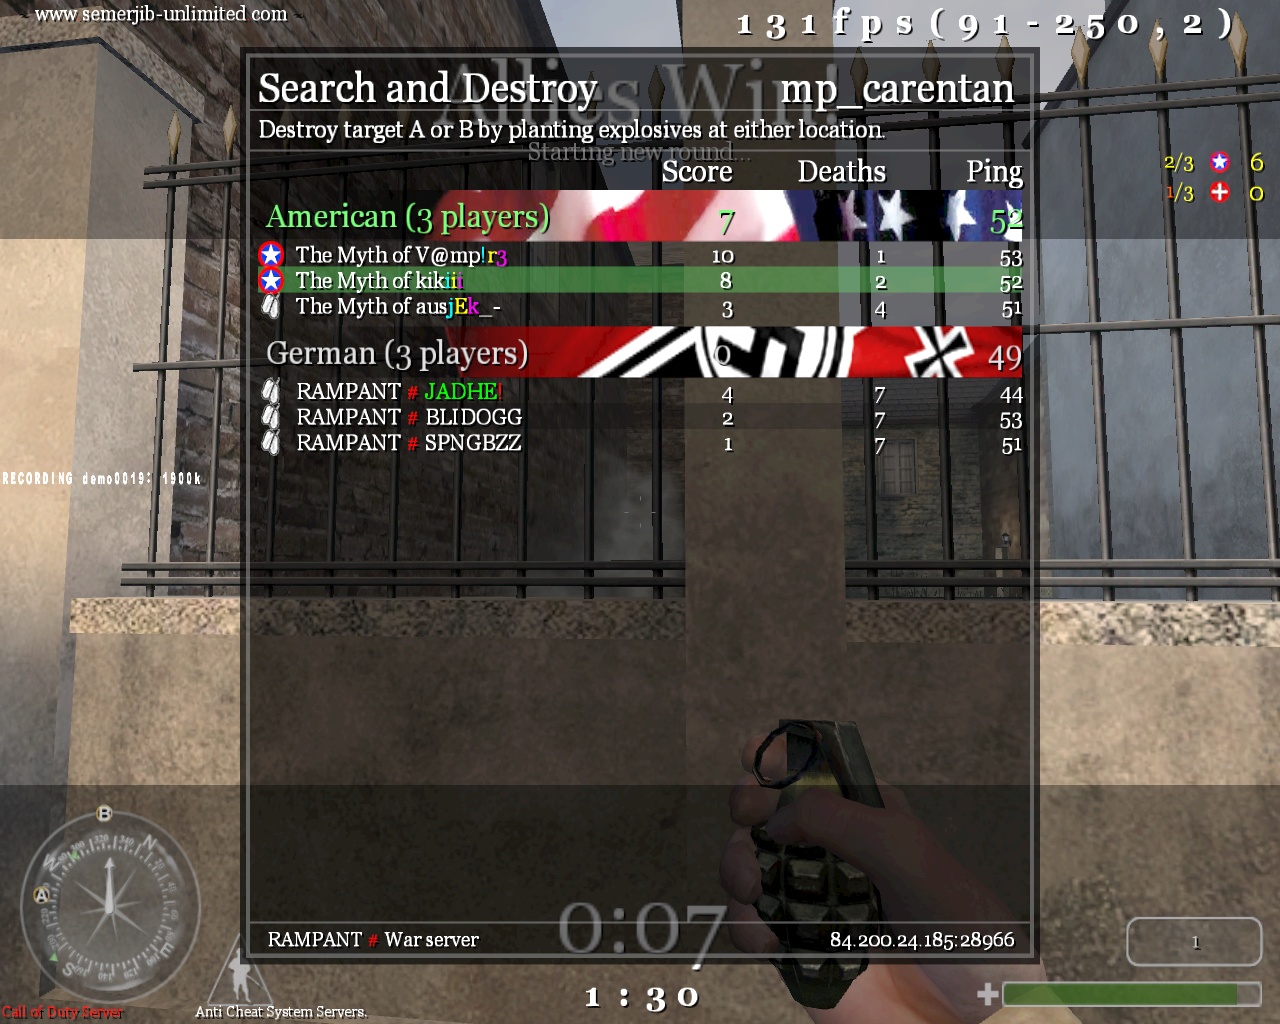 www semerjib-unlimited com
131fps(91-250,2)
Allies Win!
Search and Destroy mp_carentan
Destroy target A or B by planting explosives at either location.
Starting new round...
Score Deaths Ping
2/3 6
1/3 0
American (3 players) 7 52
The Myth of V@mp!r3 10 1 53
The Myth of kikiii 8 2 52
The Myth of ausjEk_- 3 4 51
German (3 players) 0 49
RAMPANT # JADHE! 4 7 44
RAMPANT # BLIDOGG 2 7 53
RAMPANT # SPNGBZZ 1 7 51
RECORDING demo0019: 1900k
B
A
N
W
E
S
0:07
RAMPANT # War server 84.200.24.185:28966
1
1:30
Call of Duty Server
Anti Cheat System Servers.